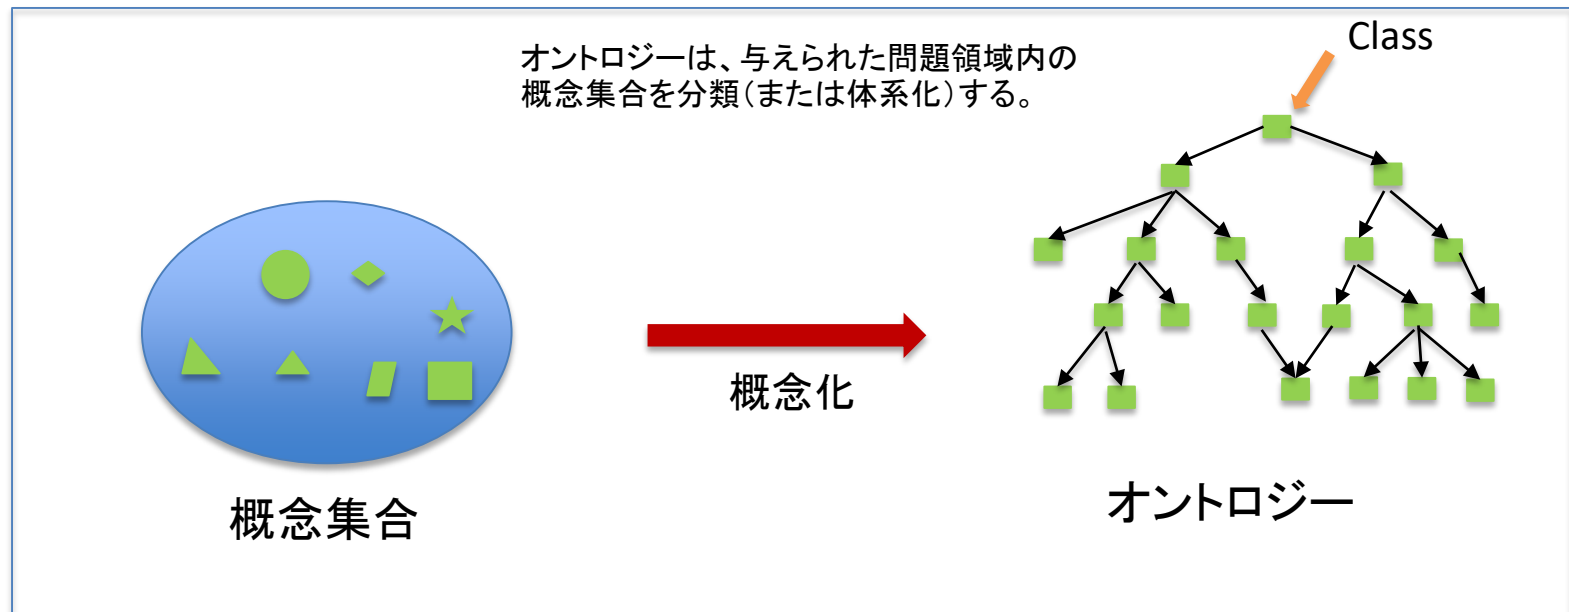 オントロジーは、与えられた問題領域内の
概念集合を分類(または体系化)する。
Class
概念化
概念集合
オントロジー